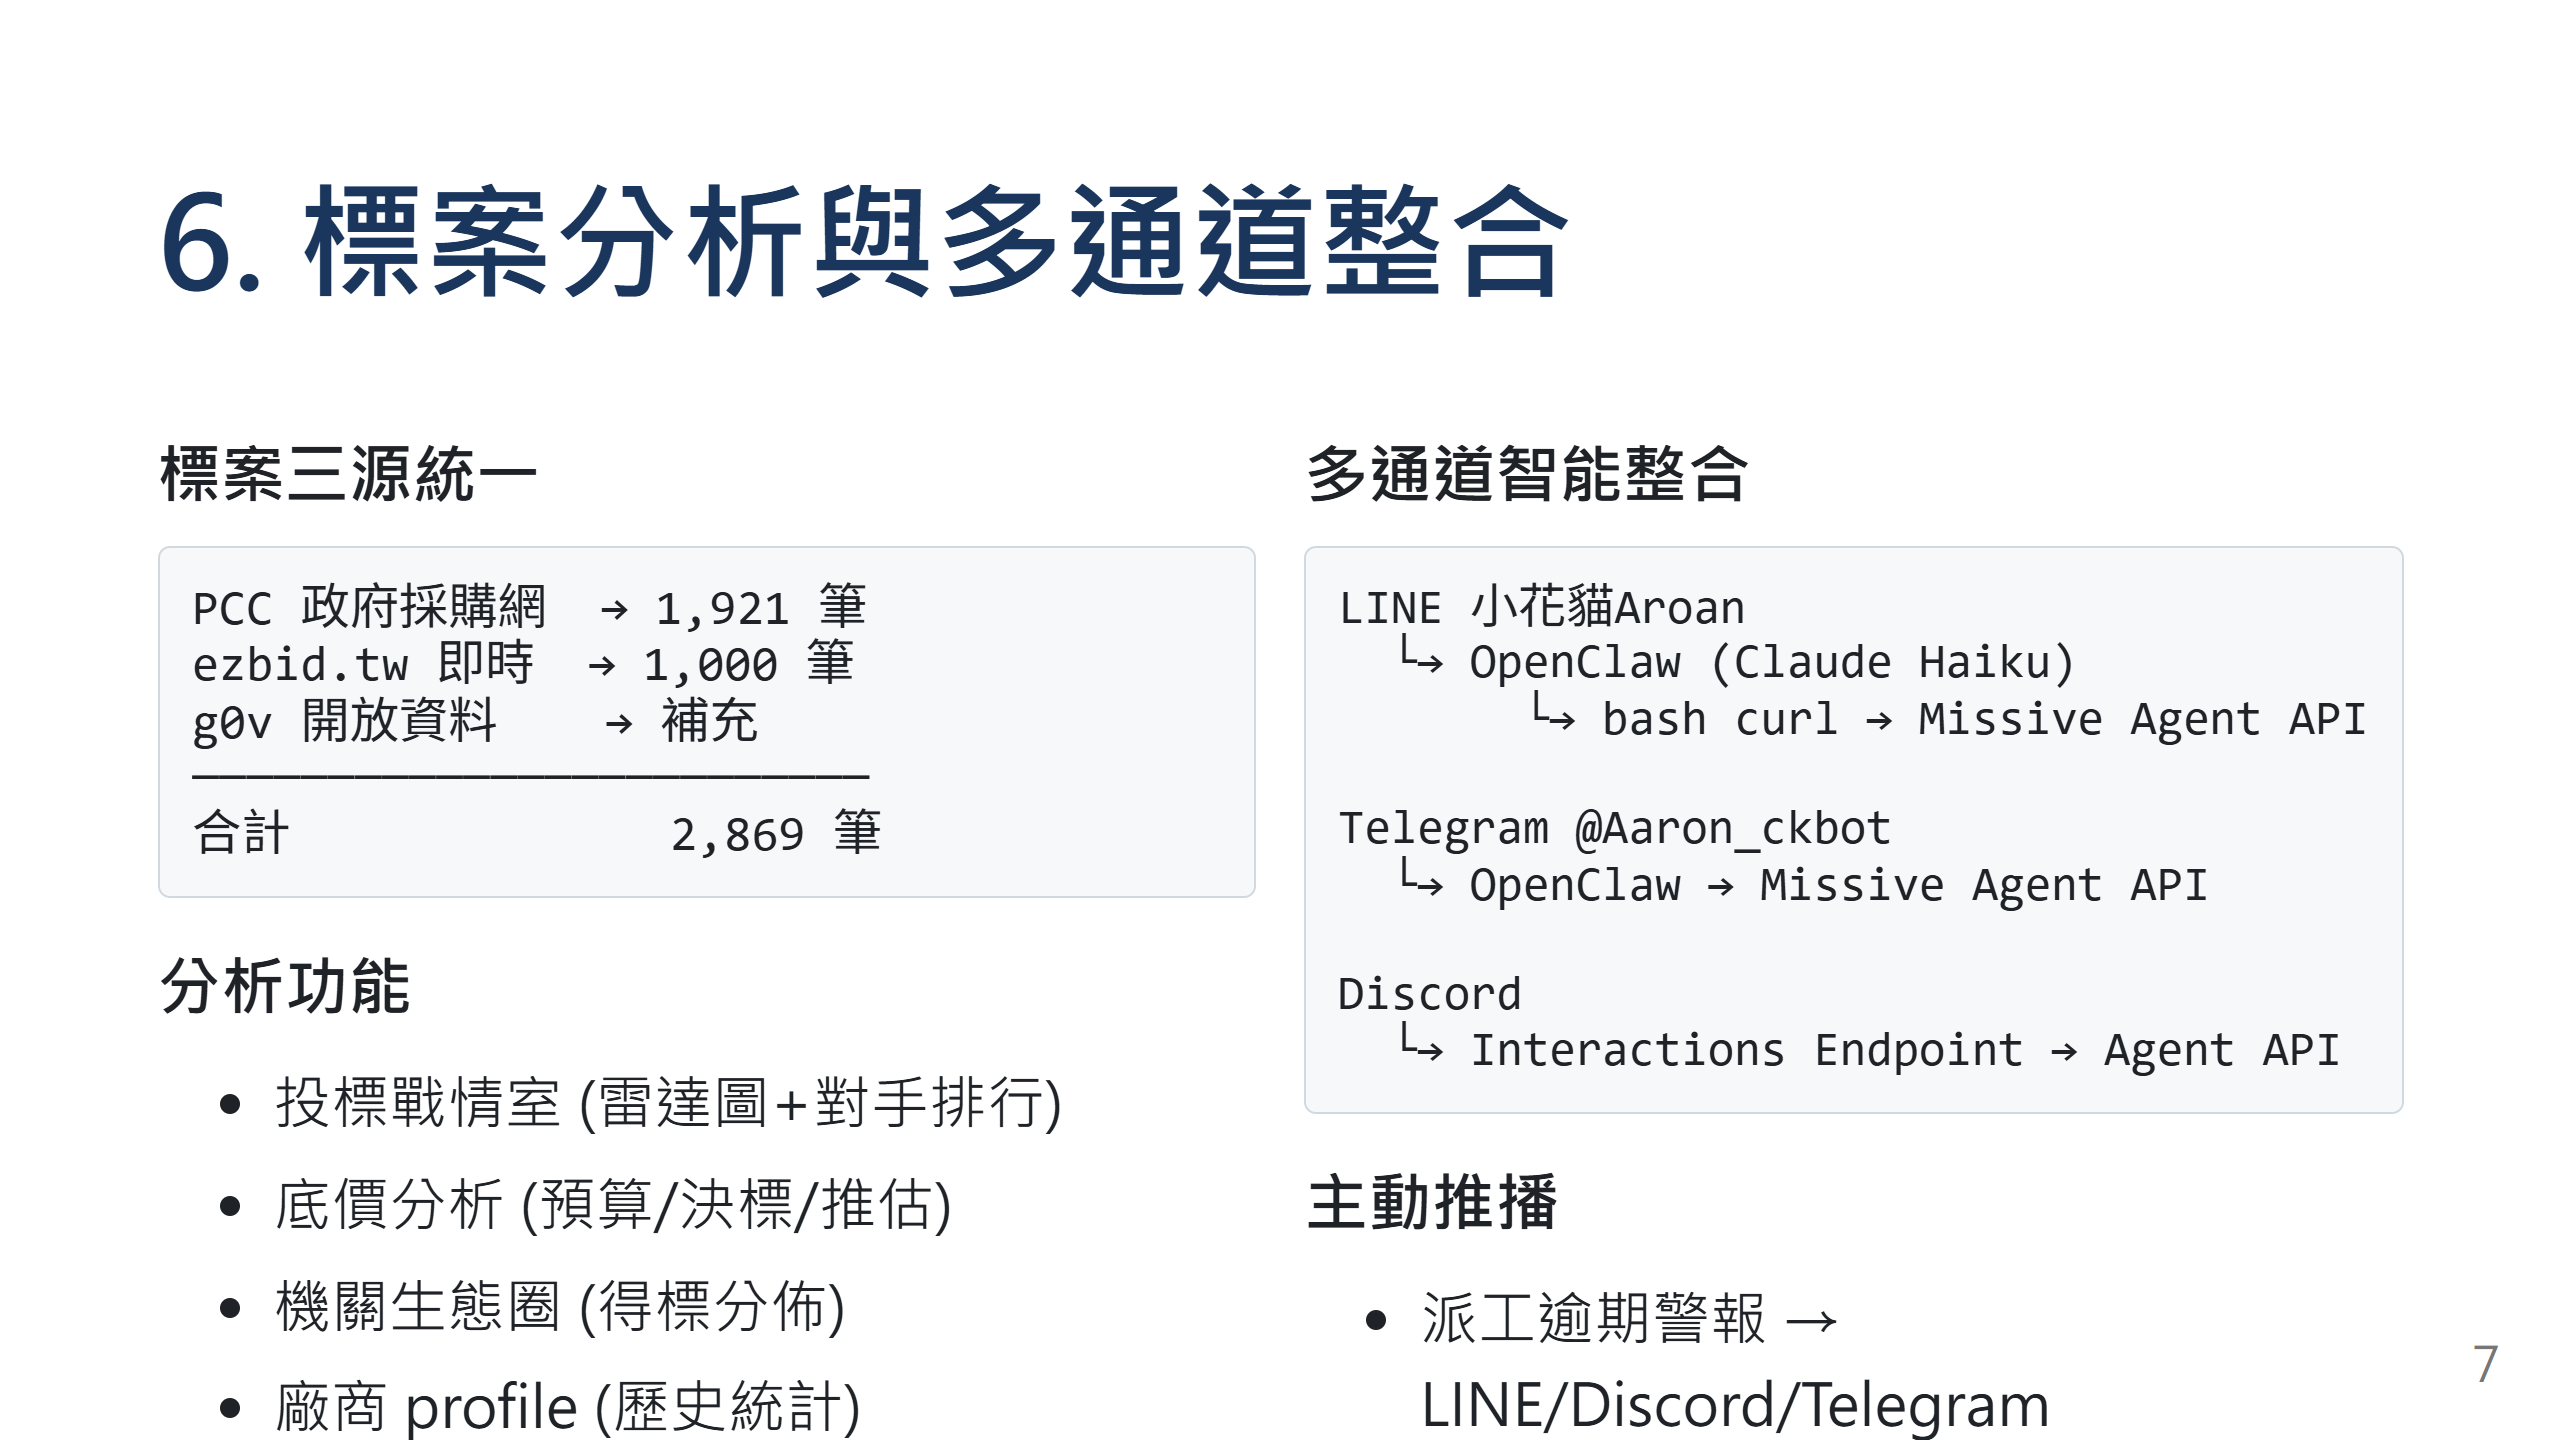 6. 標案分析與多通道整合
標案三源統一
PCC 政府採購網 → 1,921 筆
ezbid.tw 即時 → 1,000 筆
g0v 開放資料 → 補充
─────────────────────────
合計 2,869 筆
分析功能
• 投標戰情室 (雷達圖+對手排行)
• 底價分析 (預算/決標/推估)
• 機關生態圈 (得標分佈)
• 廠商 profile (歷史統計)
多通道智能整合
LINE 小花貓Aroan
└→ OpenClaw (Claude Haiku)
└→ bash curl → Missive Agent API
Telegram @Aaron_ckbot
└→ OpenClaw → Missive Agent API
Discord
└→ Interactions Endpoint → Agent API
主動推播
• 派工逾期警報 →
LINE/Discord/Telegram
7